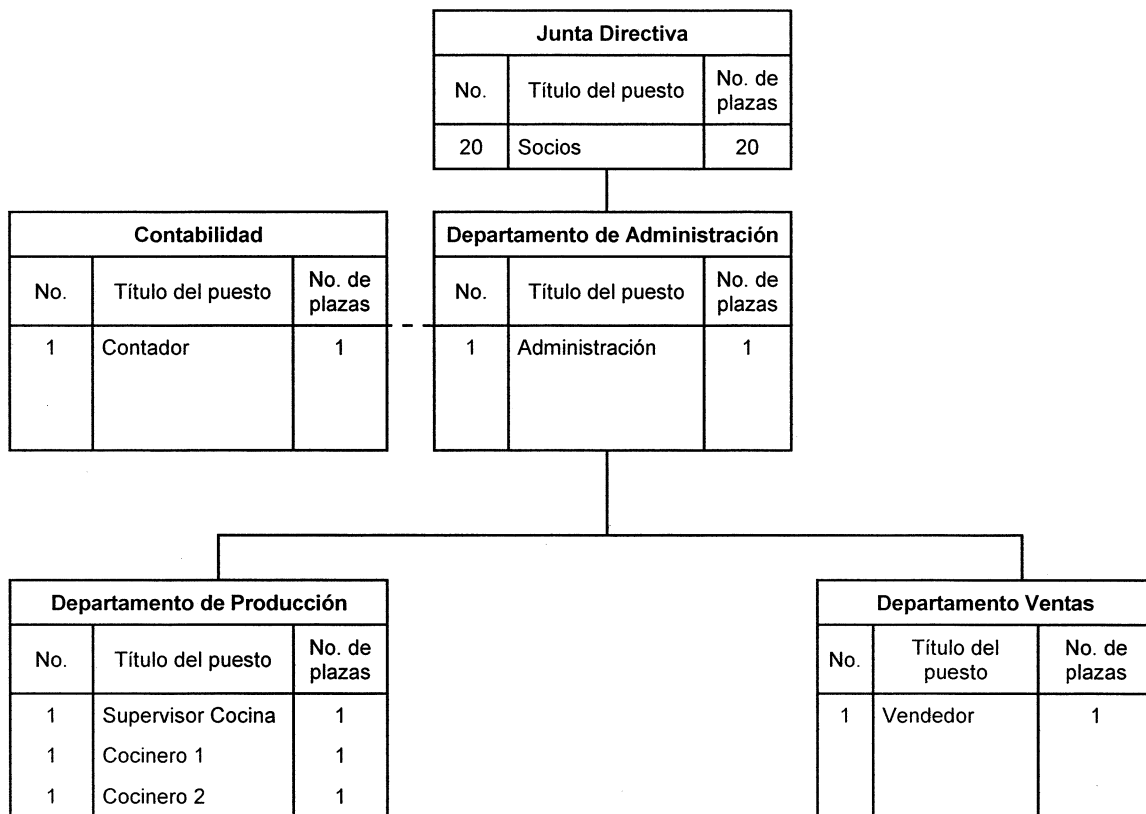 Junta Directiva
No. Título del puesto No. de plazas
20 Socios 20
Contabilidad
No. Título del puesto No. de plazas
1 Contador 1
Departamento de Administración
No. Título del puesto No. de plazas
1 Administración 1
Departamento de Producción
No. Título del puesto No. de plazas
1 Supervisor Cocina 1
1 Cocinero 1 1
1 Cocinero 2 1
Departamento Ventas
No. Título del puesto No. de plazas
1 Vendedor 1